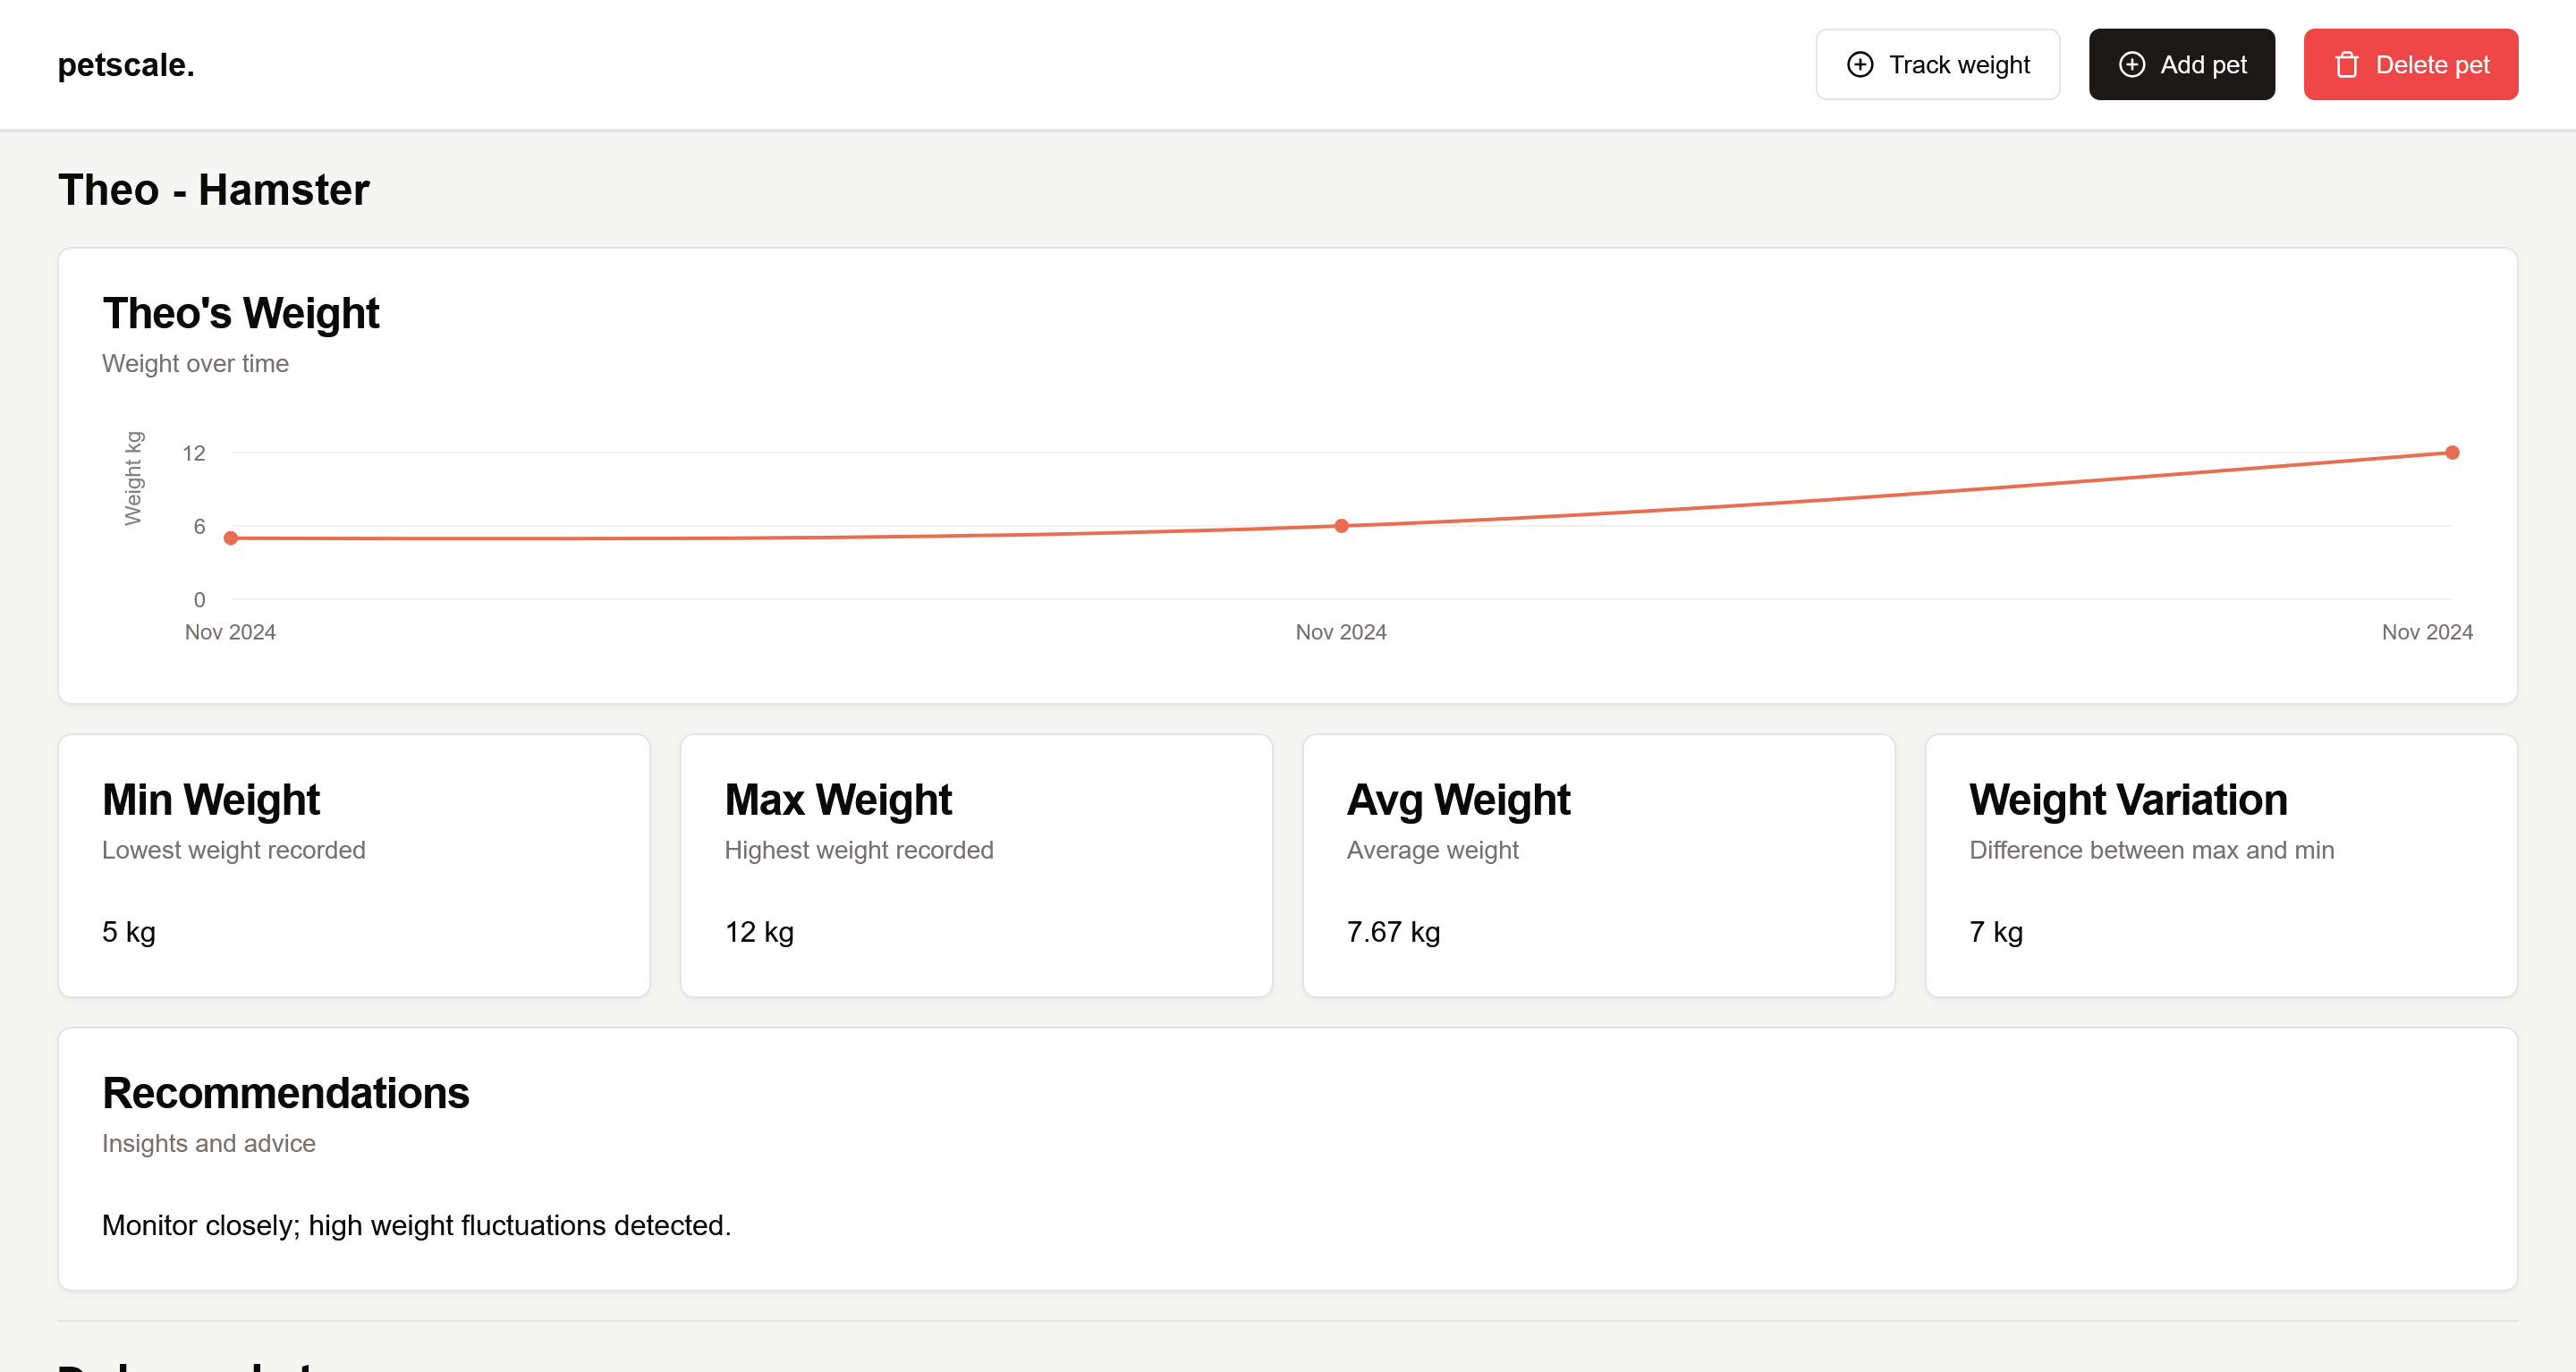 petscale.
Track weight
Add pet
Delete pet
Theo - Hamster
Theo's Weight
Weight over time
Weight kg
12
6
0
Nov 2024
Nov 2024
Nov 2024
Min Weight
Lowest weight recorded
5 kg
Max Weight
Highest weight recorded
12 kg
Avg Weight
Average weight
7.67 kg
Weight Variation
Difference between max and min
7 kg
Recommendations
Insights and advice
Monitor closely; high weight fluctuations detected.